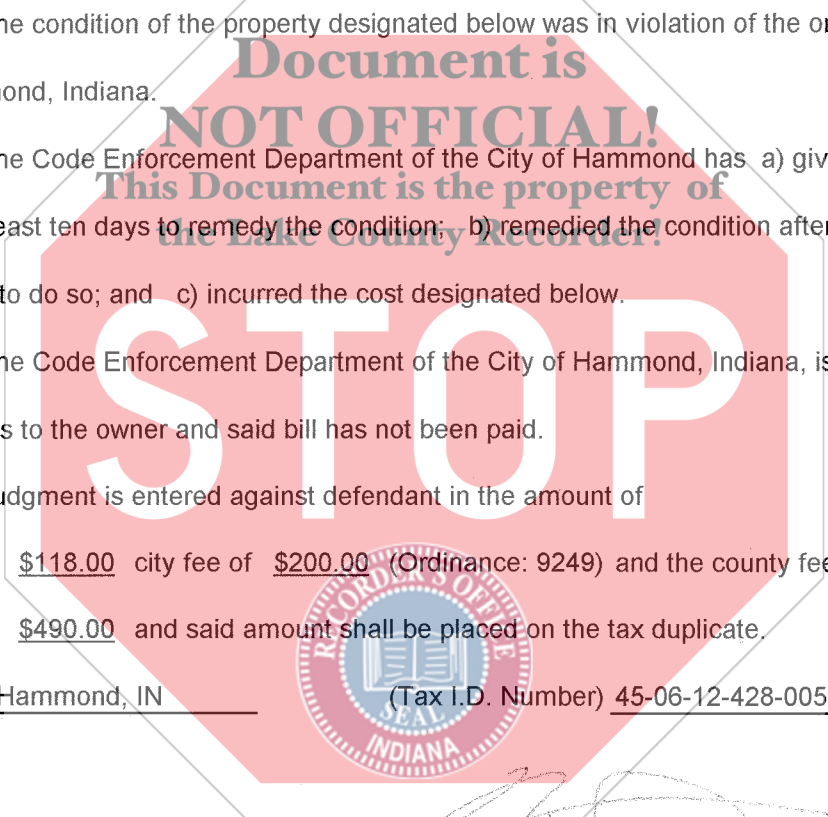 he condition of the property designated below was in violation of the or
Document is
ond, Indiana.
NOT OFFICIAL!
he Code Enforcement Department of the City of Hammond has a) giv
This Document is the property of
east ten days to remedy the condition; b) remedied the condition after
the Lake County Recorder!
to do so; and c) incurred the cost designated below.
STOP
he Code Enforcement Department of the City of Hammond, Indiana, is
s to the owner and said bill has not been paid.
udgment is entered against defendant in the amount of
$118.00 city fee of $200.00 (Ordinance: 9249) and the county fee
$490.00 and said amount shall be placed on the tax duplicate.
Hammond, IN (Tax I.D. Number) 45-06-12-428-005
RECORDER'S OFFICE
SEAL
INDIANA